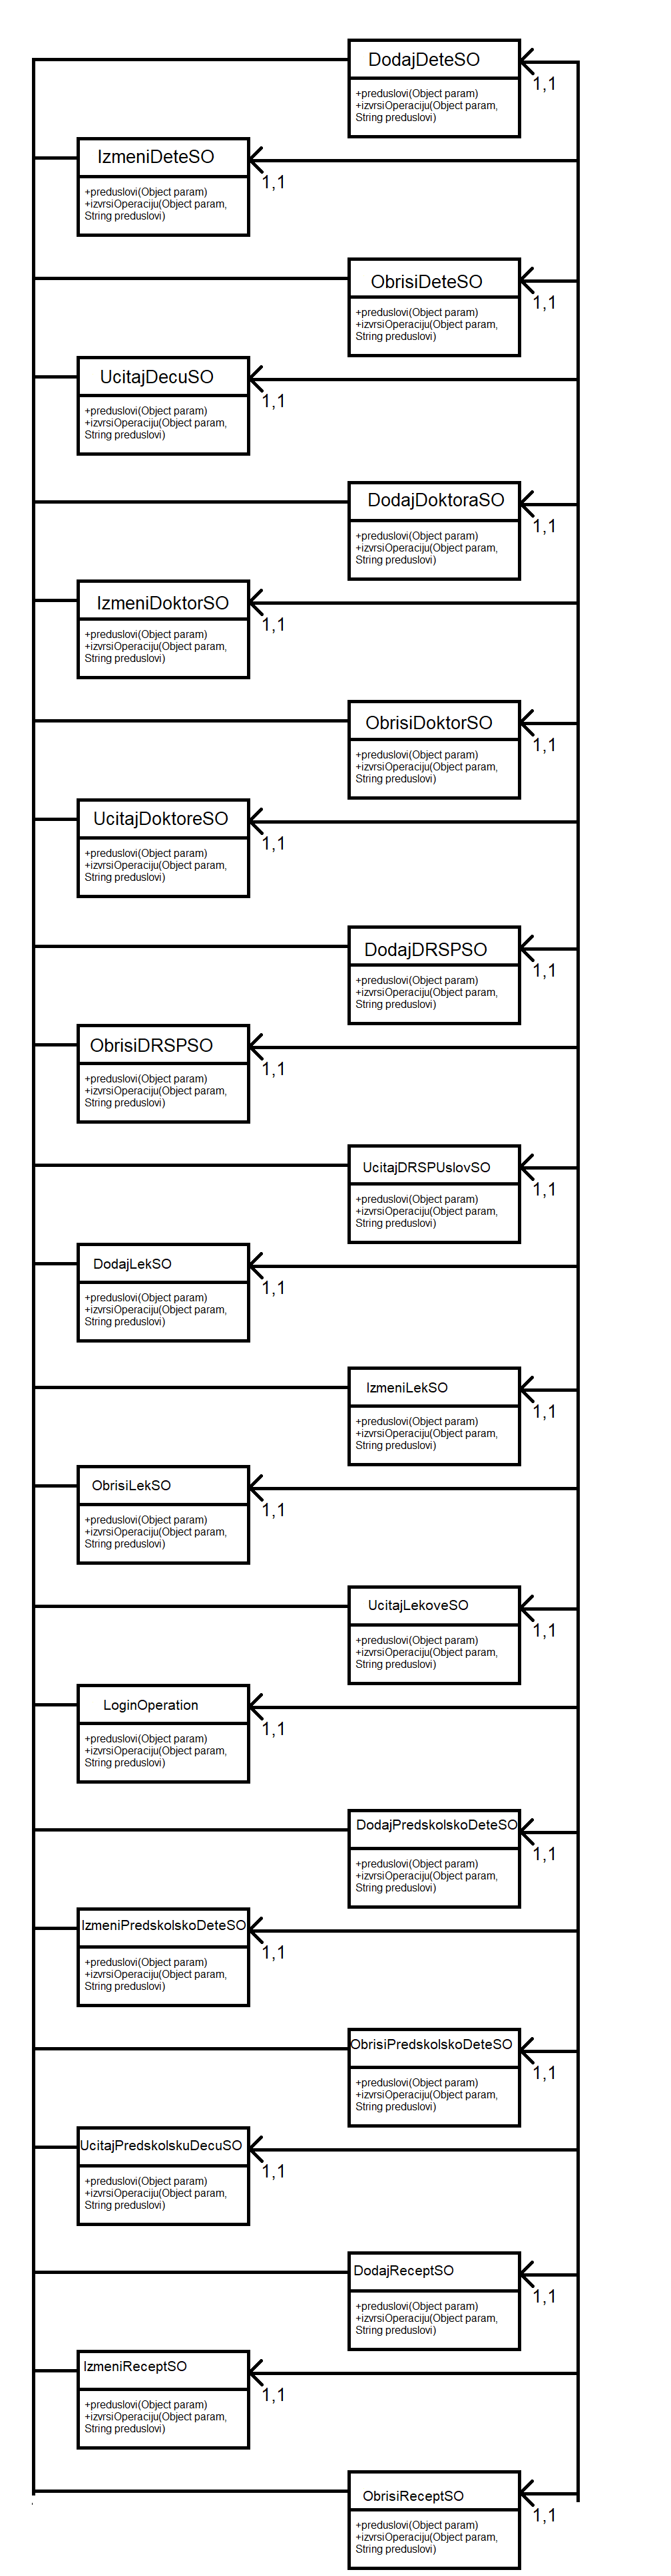 DodajDeteSO
1,1
+preduslovi(Object param)
+izvrsiOperaciju(Object param,
String preduslovi)
IzmeniDeteSO
1,1
+preduslovi(Object param)
+izvrsiOperaciju(Object param,
String preduslovi)
ObrisiDeteSO
1,1
+preduslovi(Object param)
+izvrsiOperaciju(Object param,
String preduslovi)
UcitajDecuSO
1,1
+preduslovi(Object param)
+izvrsiOperaciju(Object param,
String preduslovi)
DodajDoktoraSO
1,1
+preduslovi(Object param)
+izvrsiOperaciju(Object param,
String preduslovi)
IzmeniDoktorSO
1,1
+preduslovi(Object param)
+izvrsiOperaciju(Object param,
String preduslovi)
ObrisiDoktorSO
1,1
+preduslovi(Object param)
+izvrsiOperaciju(Object param,
String preduslovi)
UcitajDoktoreSO
1,1
+preduslovi(Object param)
+izvrsiOperaciju(Object param,
String preduslovi)
DodajDRSPSO
1,1
+preduslovi(Object param)
+izvrsiOperaciju(Object param,
String preduslovi)
ObrisiDRSPSO
1,1
+preduslovi(Object param)
+izvrsiOperaciju(Object param,
String preduslovi)
UcitajDRSPUslovSO
1,1
+preduslovi(Object param)
+izvrsiOperaciju(Object param,
String preduslovi)
DodajLekSO
1,1
+preduslovi(Object param)
+izvrsiOperaciju(Object param,
String preduslovi)
IzmeniLekSO
1,1
+preduslovi(Object param)
+izvrsiOperaciju(Object param,
String preduslovi)
ObrisiLekSO
1,1
+preduslovi(Object param)
+izvrsiOperaciju(Object param,
String preduslovi)
UcitajLekoveSO
1,1
+preduslovi(Object param)
+izvrsiOperaciju(Object param,
String preduslovi)
LoginOperation
1,1
+preduslovi(Object param)
+izvrsiOperaciju(Object param,
String preduslovi)
DodajPredskolskoDeteSO
1,1
+preduslovi(Object param)
+izvrsiOperaciju(Object param,
String preduslovi)
IzmeniPredskolskoDeteSO
1,1
+preduslovi(Object param)
+izvrsiOperaciju(Object param,
String preduslovi)
ObrisiPredskolskoDeteSO
1,1
+preduslovi(Object param)
+izvrsiOperaciju(Object param,
String preduslovi)
UcitajPredskolskuDecuSO
1,1
+preduslovi(Object param)
+izvrsiOperaciju(Object param,
String preduslovi)
DodajReceptSO
1,1
+preduslovi(Object param)
+izvrsiOperaciju(Object param,
String preduslovi)
IzmeniReceptSO
1,1
+preduslovi(Object param)
+izvrsiOperaciju(Object param,
String preduslovi)
ObrisiReceptSO
1,1
+preduslovi(Object param)
+izvrsiOperaciju(Object param,
String preduslovi)